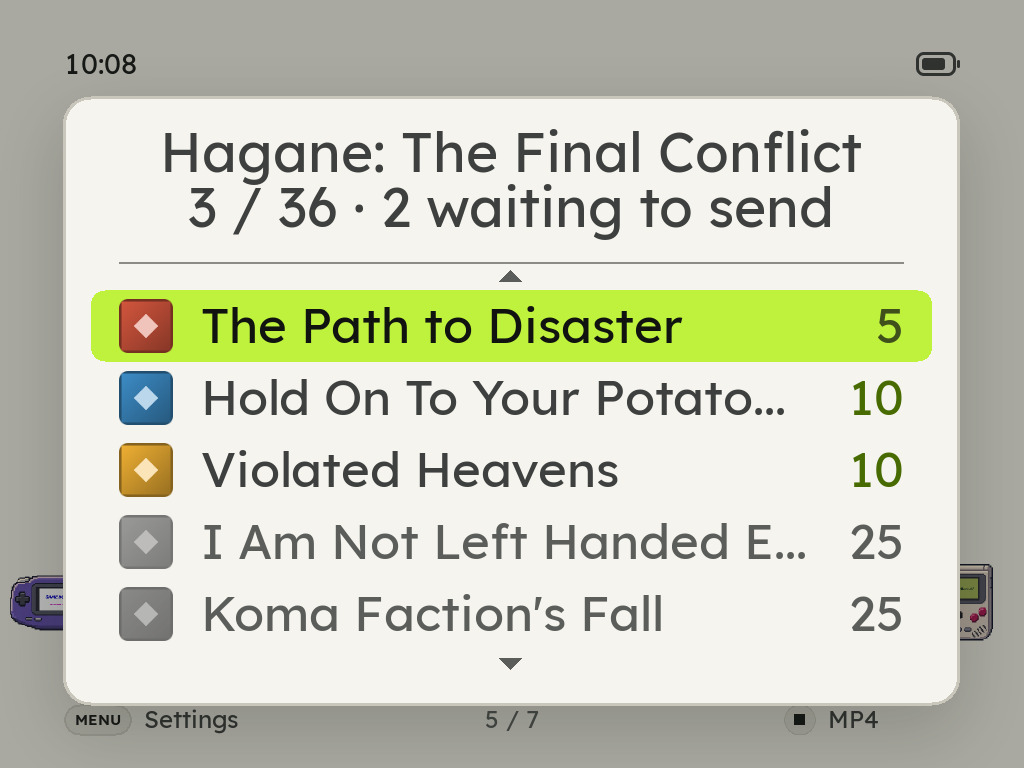 10:08
Hagane: The Final Conflict
3 / 36 · 2 waiting to send
The Path to Disaster 5
Hold On To Your Potato... 10
Violated Heavens 10
I Am Not Left Handed E... 25
Koma Faction's Fall 25
MENU Settings 5 / 7 MP4